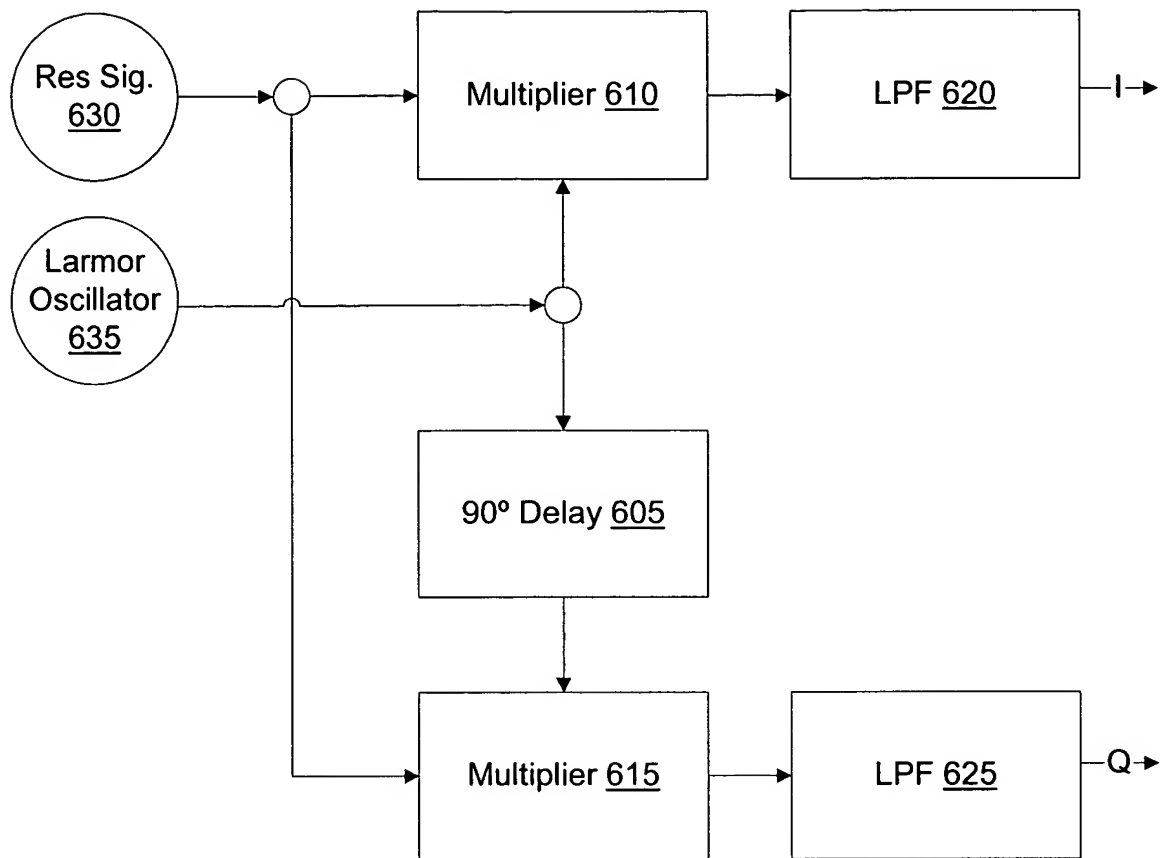 Res Sig.
630
Multiplier 610
LPF 620
I
Larmor
Oscillator
635
90º Delay 605
Multiplier 615
LPF 625
Q